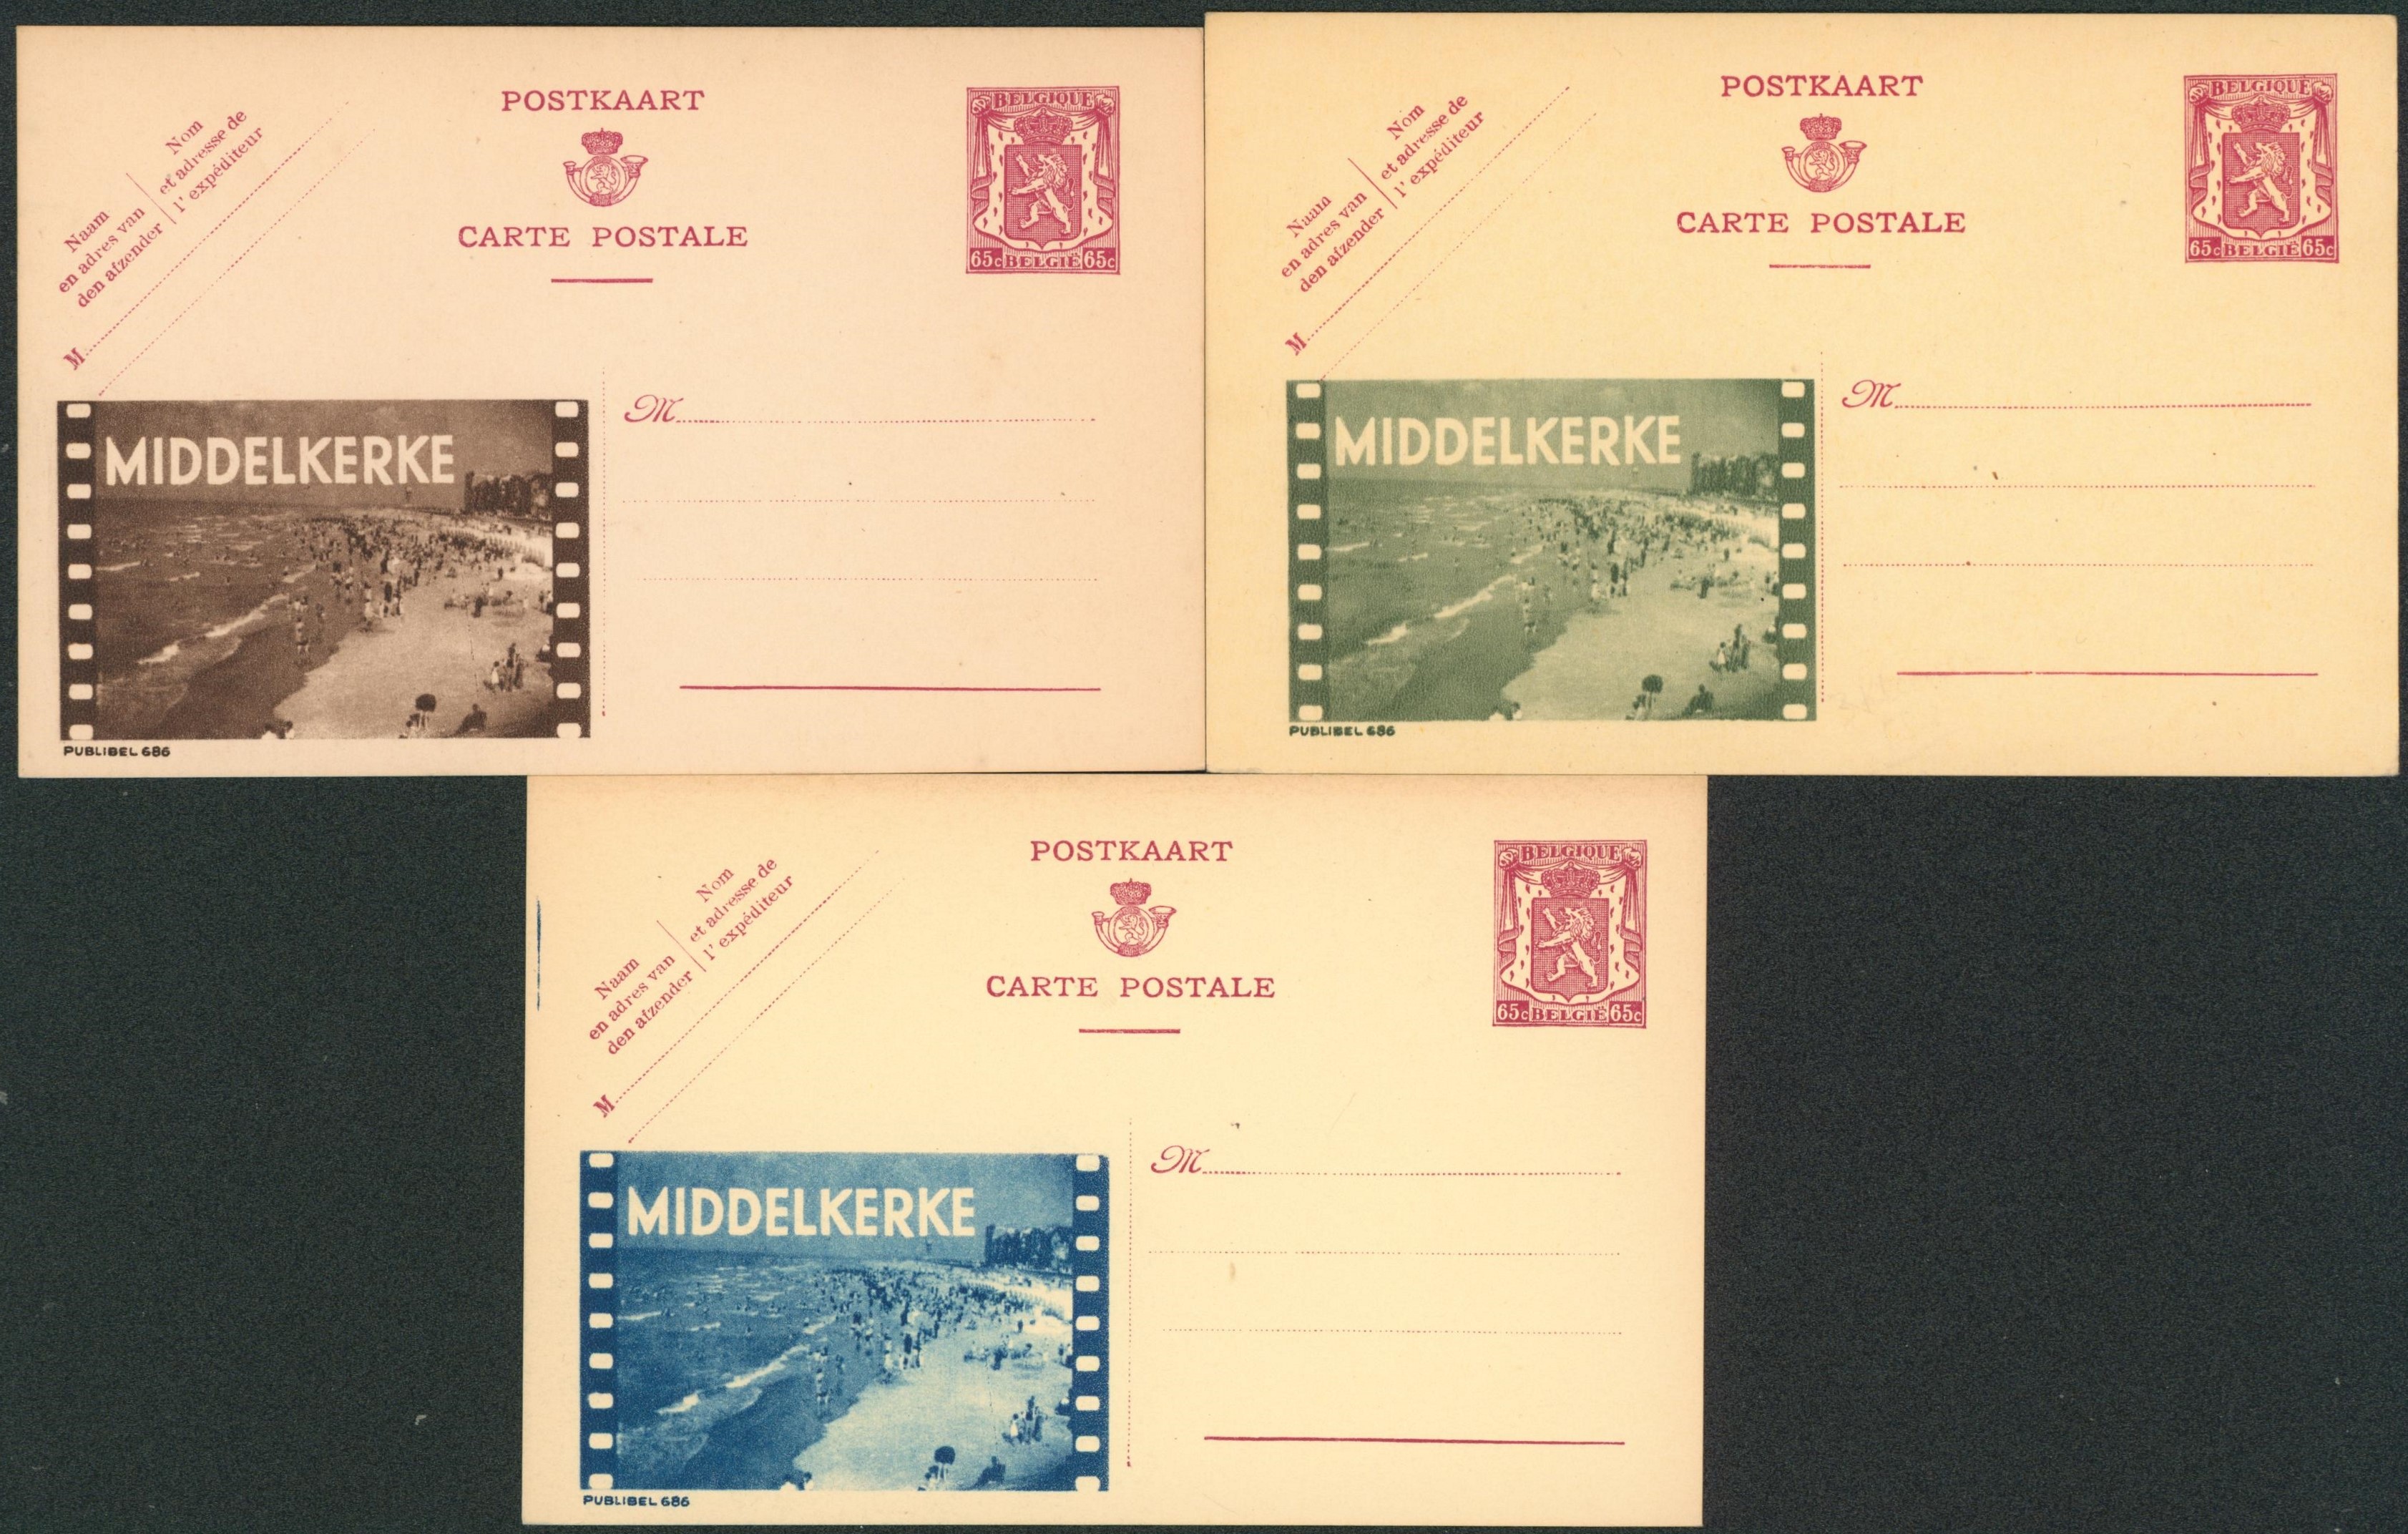 POSTKAART
CARTE POSTALE
BELGIQUE
65c BELGIË 65c
Naam
en adres van
den afzender
Nom
et adresse de
l' expéditeur
M
MIDDELKERKE
PUBLIBEL 686
M
POSTKAART
CARTE POSTALE
BELGIQUE
65c BELGIË 65c
Naam
en adres van
den afzender
Nom
et adresse de
l' expéditeur
M
MIDDELKERKE
PUBLIBEL 686
M
POSTKAART
CARTE POSTALE
BELGIQUE
65c BELGIË 65c
Naam
en adres van
den afzender
Nom
et adresse de
l' expéditeur
M
MIDDELKERKE
PUBLIBEL 686
M